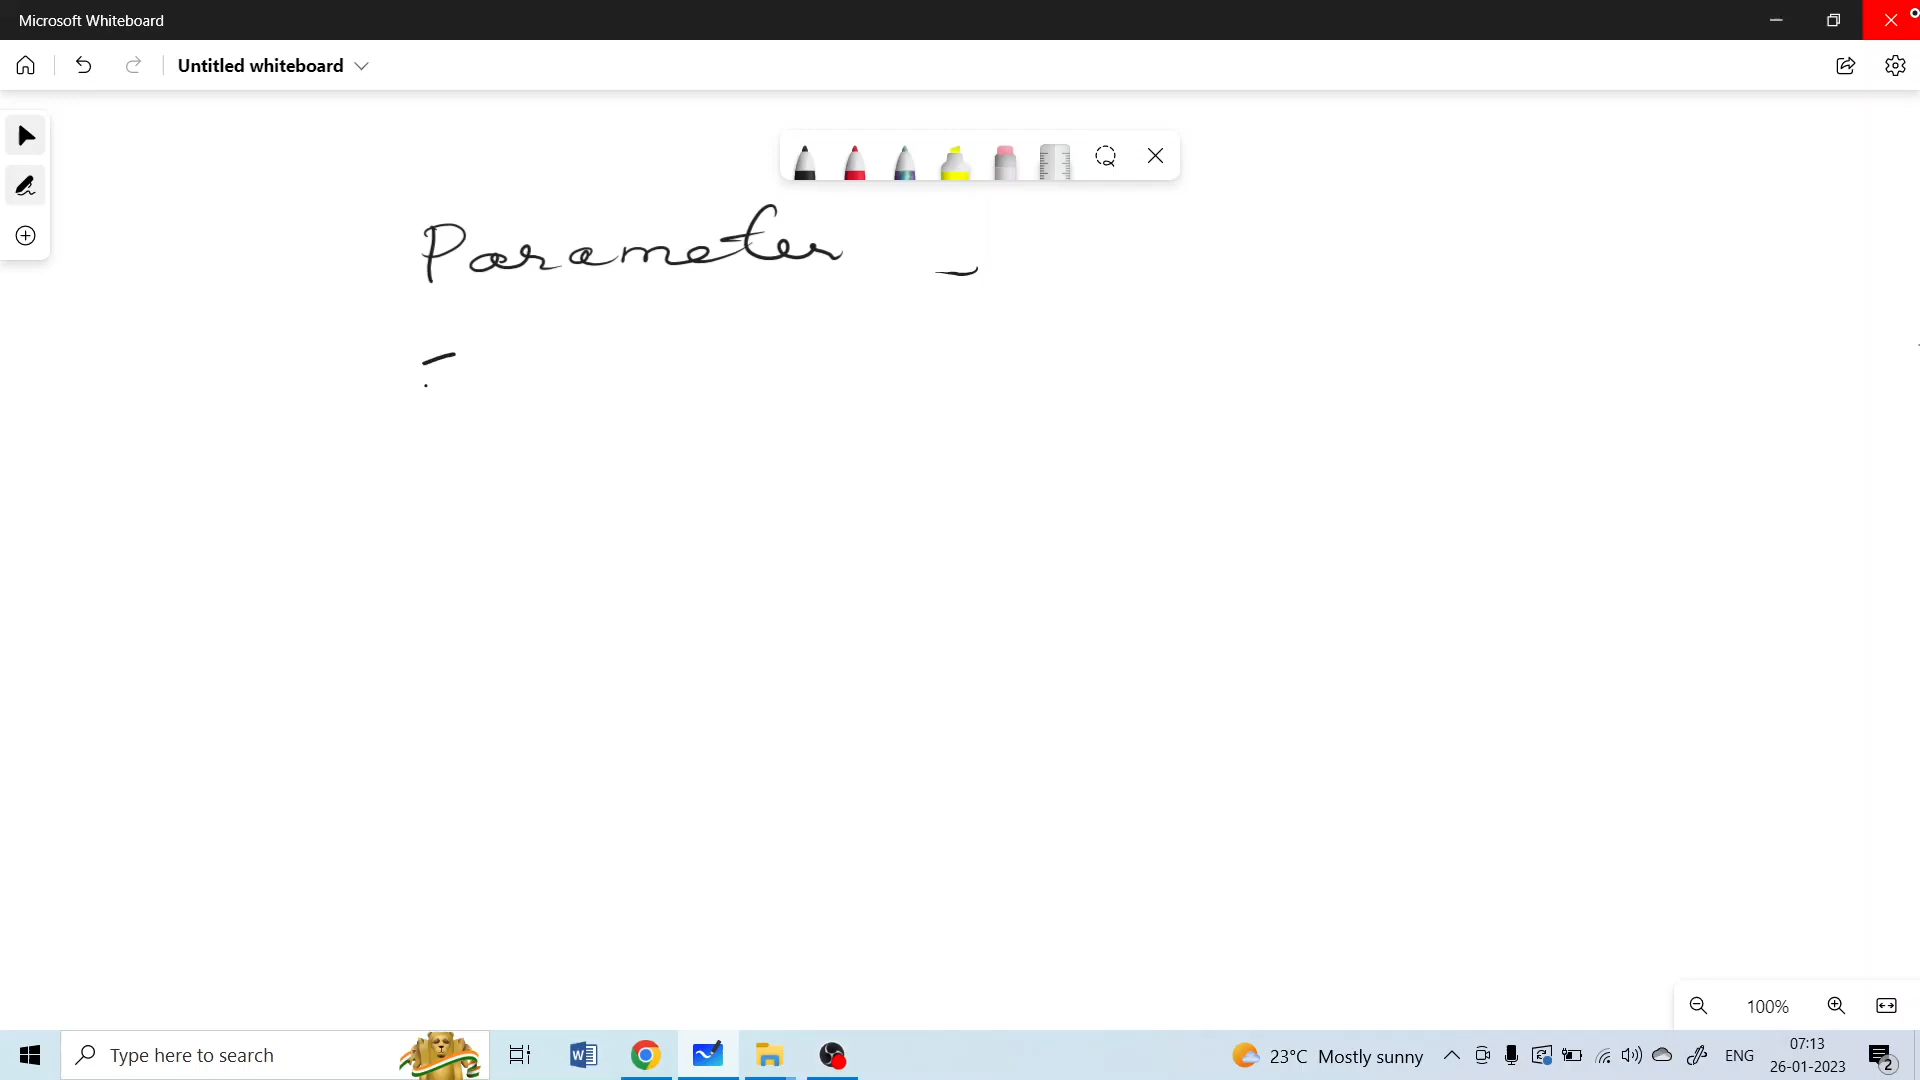 Microsoft Whiteboard
Untitled whiteboard
Parameter _
100%
Type here to search
23°C Mostly sunny
ENG
07:13
26-01-2023
2